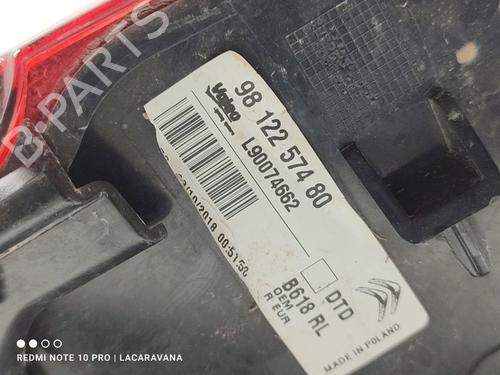 B-PARTS
Valeo
98 122 574 80
L90074662
/10/2018 00:51:50
DTD
B618 RL
OEM
R EUR
MADE IN POLAND
REDMI NOTE 10 PRO | LACARAVANA